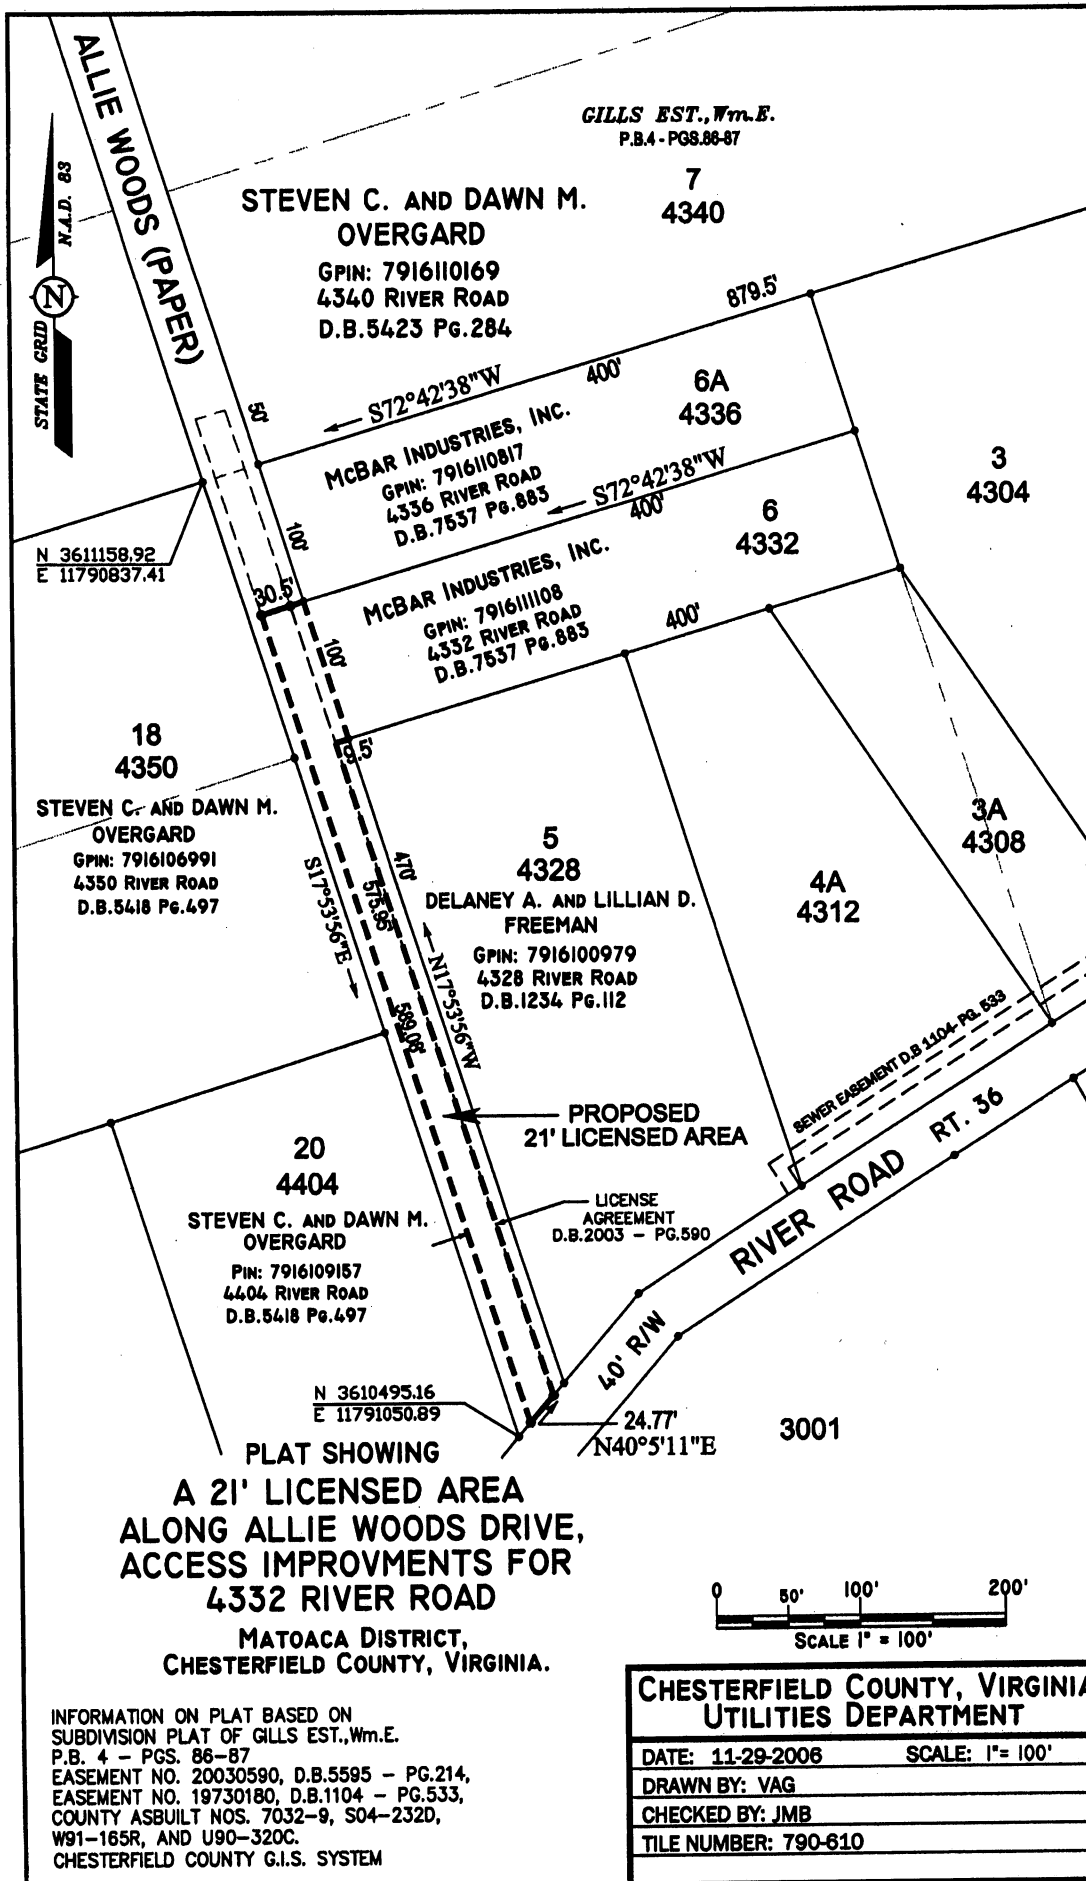 ALLIE WOODS (PAPER)
N.A.D. 83
N
STATE GRID
GILLS EST.,Wm.E.
P.B.4 - PGS.86-87
7
4340
STEVEN C. AND DAWN M.
OVERGARD
GPIN: 7916110169
4340 RIVER ROAD
D.B.5423 PG.284
879.5'
400'
S72°42'38"W
50'
6A
4336
MCBAR INDUSTRIES, INC.
GPIN: 7916110817
4336 RIVER ROAD
D.B.7537 PG.883
S72°42'38"W
400'
3
4304
6
4332
100'
N 3611158.92
E 11790837.41
30.5'
MCBAR INDUSTRIES, INC.
GPIN: 7916111108
4332 RIVER ROAD
D.B.7537 PG.883
400'
100'
9.5'
18
4350
STEVEN C. AND DAWN M.
OVERGARD
GPIN: 7916106991
4350 RIVER ROAD
D.B.5418 PG.497
S17°53'56"E
575.95'
470'
5
4328
DELANEY A. AND LILLIAN D.
FREEMAN
GPIN: 7916100979
4328 RIVER ROAD
D.B.1234 PG.112
3A
4308
4A
4312
N17°53'56"W
589.08'
SEWER EASEMENT D.B 1104- PG. 533
PROPOSED
21' LICENSED AREA
RIVER ROAD RT. 36
20
4404
STEVEN C. AND DAWN M.
OVERGARD
PIN: 7916109157
4404 RIVER ROAD
D.B.5418 PG.497
LICENSE
AGREEMENT
D.B.2003 - PG.590
40' R/W
N 3610495.16
E 11791050.89
24.77'
N40°5'11"E
3001
PLAT SHOWING
A 21' LICENSED AREA
ALONG ALLIE WOODS DRIVE,
ACCESS IMPROVMENTS FOR
4332 RIVER ROAD
MATOACA DISTRICT,
CHESTERFIELD COUNTY, VIRGINIA.
0 50' 100' 200'
SCALE 1" = 100'
INFORMATION ON PLAT BASED ON
SUBDIVISION PLAT OF GILLS EST.,Wm.E.
P.B. 4 - PGS. 86-87
EASEMENT NO. 20030590, D.B.5595 - PG.214,
EASEMENT NO. 19730180, D.B.1104 - PG.533,
COUNTY ASBUILT NOS. 7032-9, S04-232D,
W91-165R, AND U90-320C.
CHESTERFIELD COUNTY G.I.S. SYSTEM
CHESTERFIELD COUNTY, VIRGINIA
UTILITIES DEPARTMENT
DATE: 11-29-2006 SCALE: 1"= 100'
DRAWN BY: VAG
CHECKED BY: JMB
TILE NUMBER: 790-610